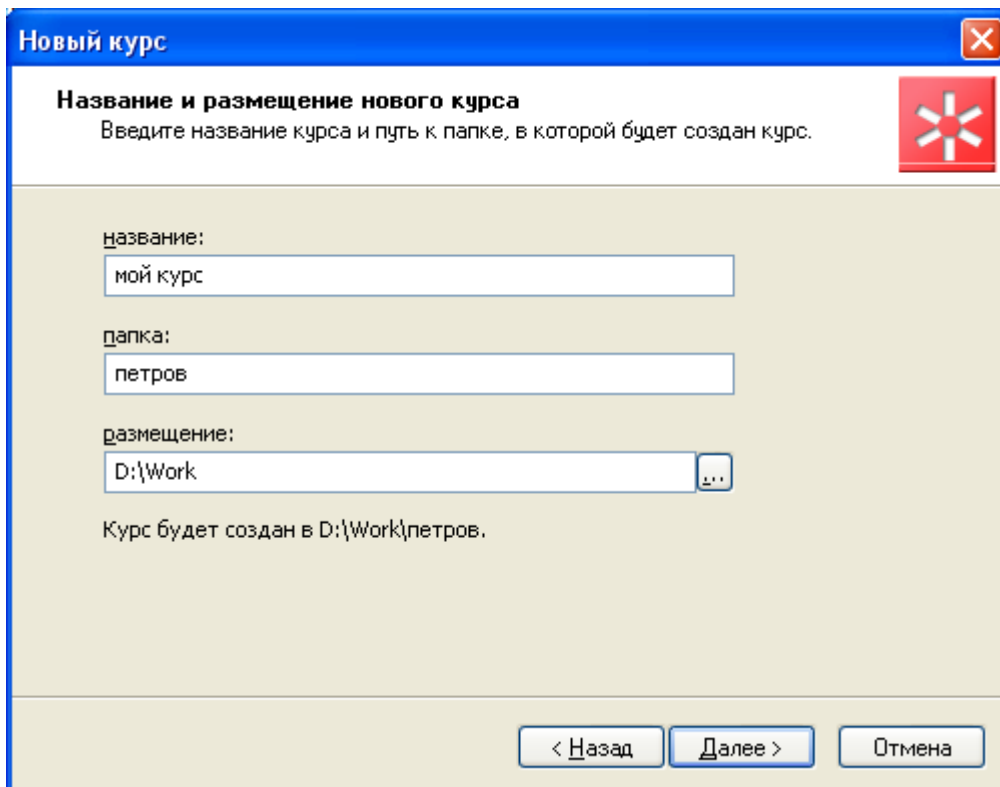 Новый курс
Название и размещение нового курса
Введите название курса и путь к папке, в которой будет создан курс.
название:
мой курс
папка:
петров
размещение:
D:\Work
...
Курс будет создан в D:\Work\петров.
< Назад Далее > Отмена